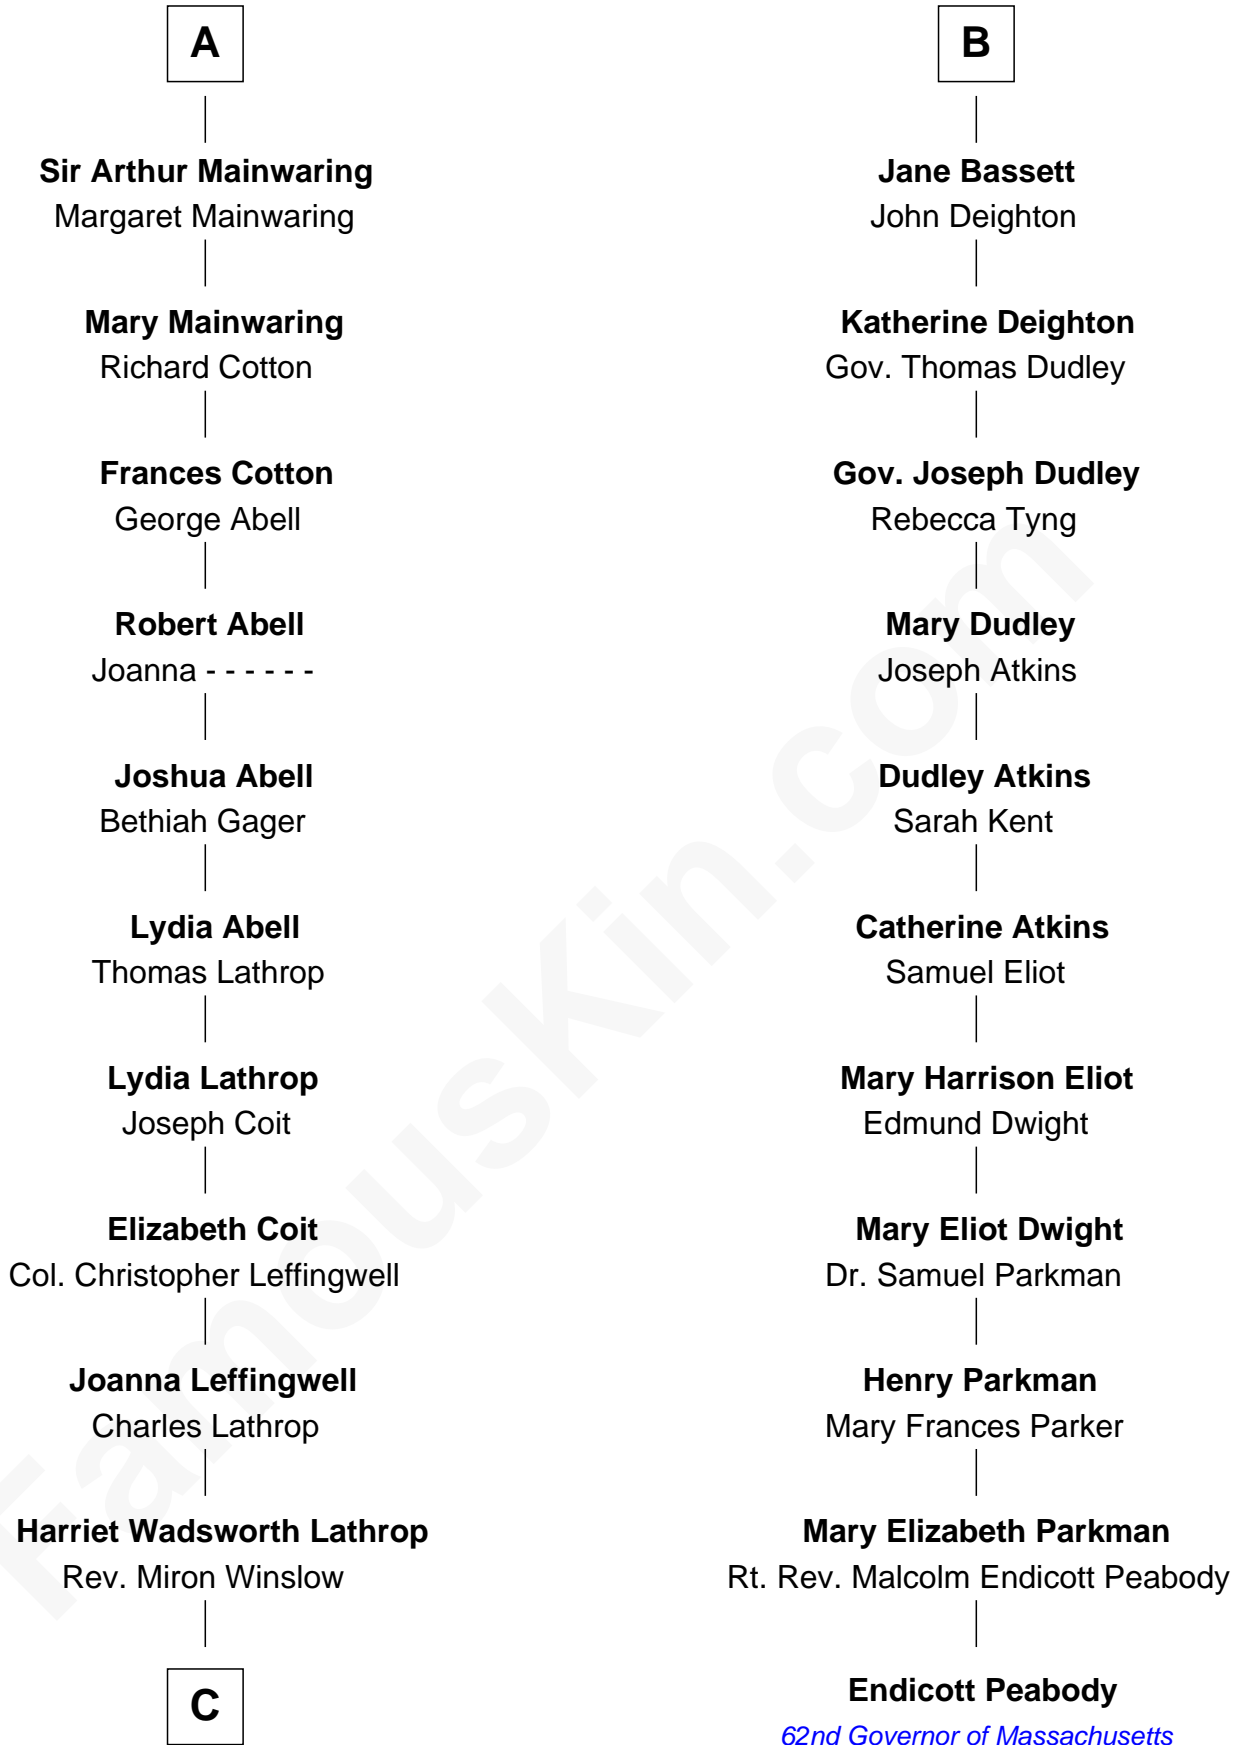 A
Sir Arthur Mainwaring
Margaret Mainwaring
Mary Mainwaring
Richard Cotton
Frances Cotton
George Abell
Robert Abell
Joanna - - - - - -
Joshua Abell
Bethiah Gager
Lydia Abell
Thomas Lathrop
Lydia Lathrop
Joseph Coit
Elizabeth Coit
Col. Christopher Leffingwell
Joanna Leffingwell
Charles Lathrop
Harriet Wadsworth Lathrop
Rev. Miron Winslow
C
B
Jane Bassett
John Deighton
Katherine Deighton
Gov. Thomas Dudley
Gov. Joseph Dudley
Rebecca Tyng
Mary Dudley
Joseph Atkins
Dudley Atkins
Sarah Kent
Catherine Atkins
Samuel Eliot
Mary Harrison Eliot
Edmund Dwight
Mary Eliot Dwight
Dr. Samuel Parkman
Henry Parkman
Mary Frances Parker
Mary Elizabeth Parkman
Rt. Rev. Malcolm Endicott Peabody
Endicott Peabody
62nd Governor of Massachusetts
FamousKin.com